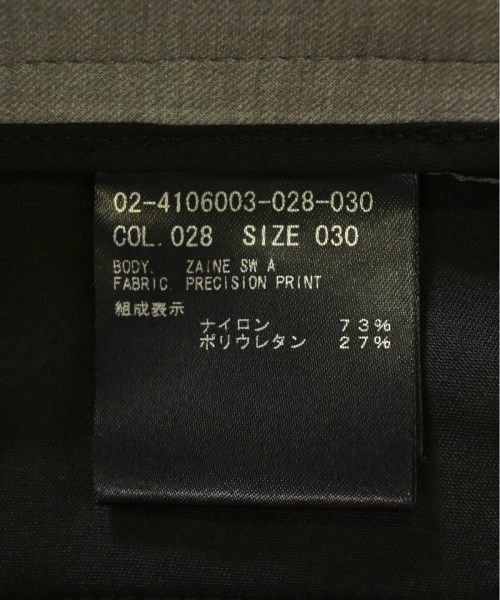 02-4106003-028-030
COL. 028 SIZE 030
BODY. ZAINE SW A
FABRIC. PRECISION PRINT
組成表示
ナイロン 73%
ポリウレタン 27%